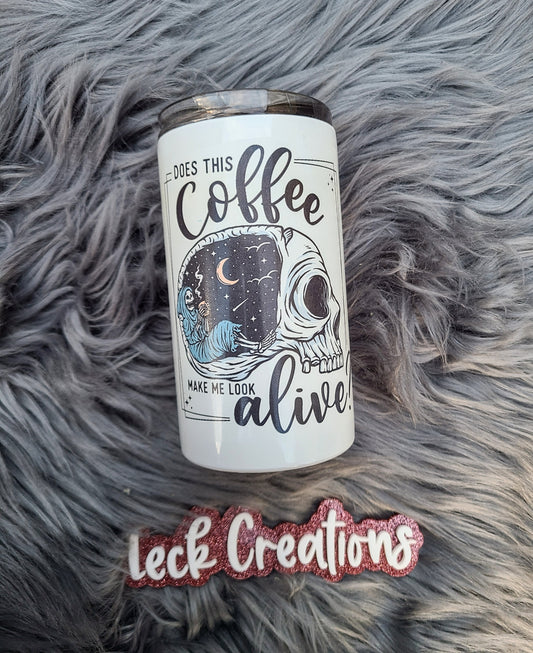 DOES THIS
Coffee
MAKE ME LOOK
alive!
Leck Creations